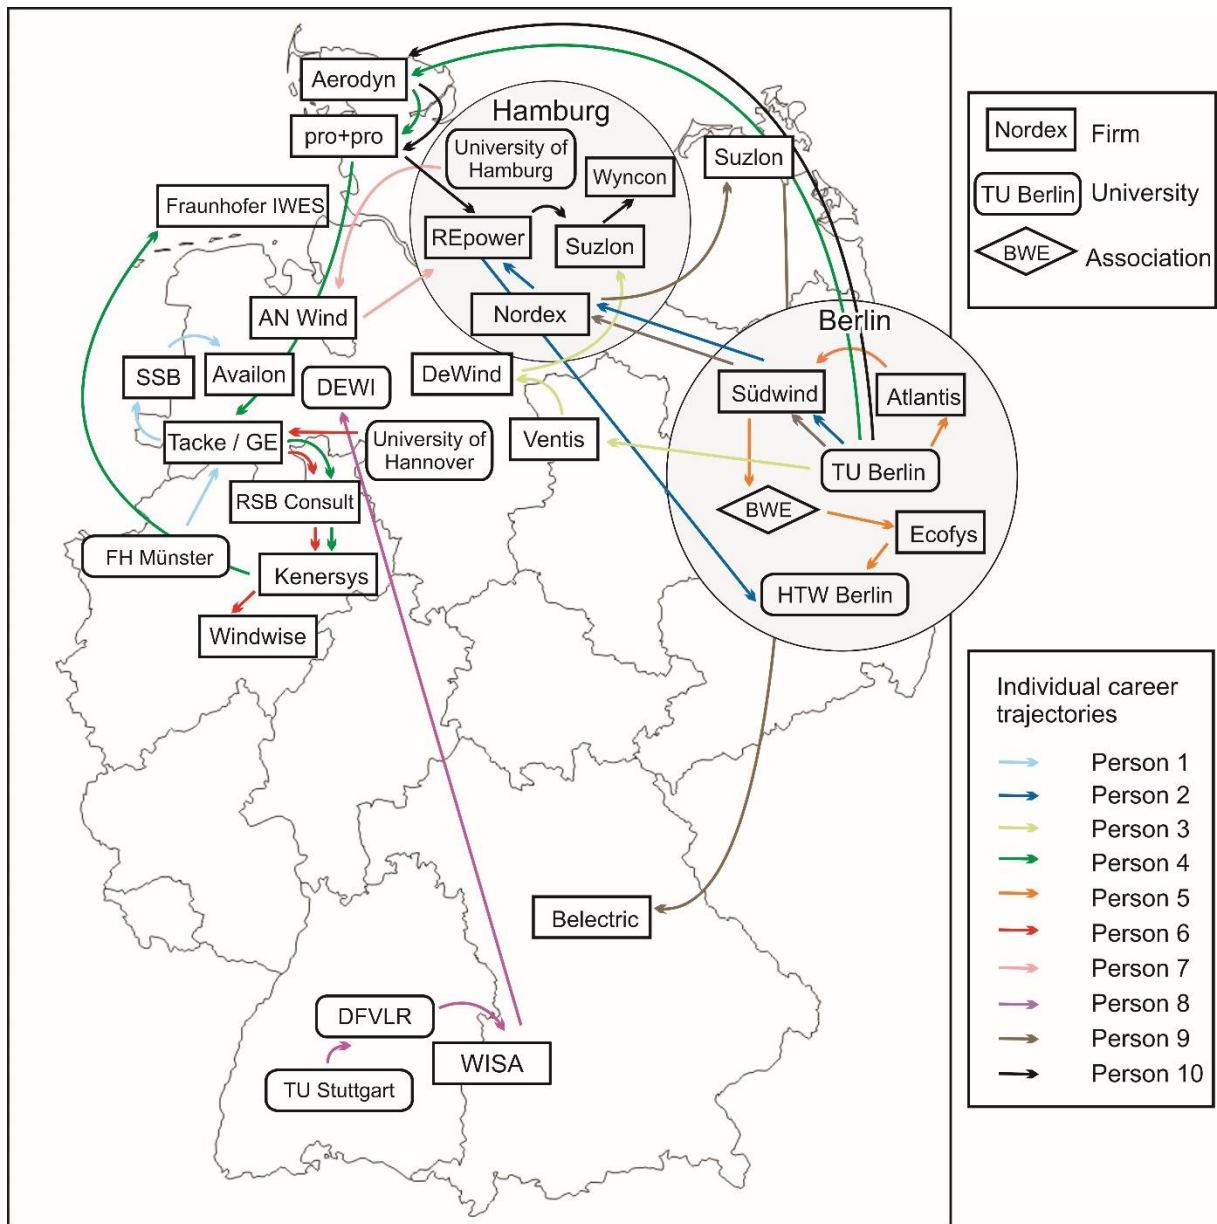 Aerodyn
pro+pro
Fraunhofer IWES
Hamburg
University of
Hamburg
Wyncon
REpower
Suzlon
Nordex
Suzlon
AN Wind
SSB
Availon
DEWI
DeWind
Tacke / GE
University of
Hannover
Ventis
RSB Consult
FH Münster
Kenersys
Windwise
Berlin
Südwind
Atlantis
TU Berlin
BWE
Ecofys
HTW Berlin
Belectric
DFVLR
WISA
TU Stuttgart
Nordex
Firm
TU Berlin
University
BWE
Association
Individual career
trajectories
Person 1
Person 2
Person 3
Person 4
Person 5
Person 6
Person 7
Person 8
Person 9
Person 10